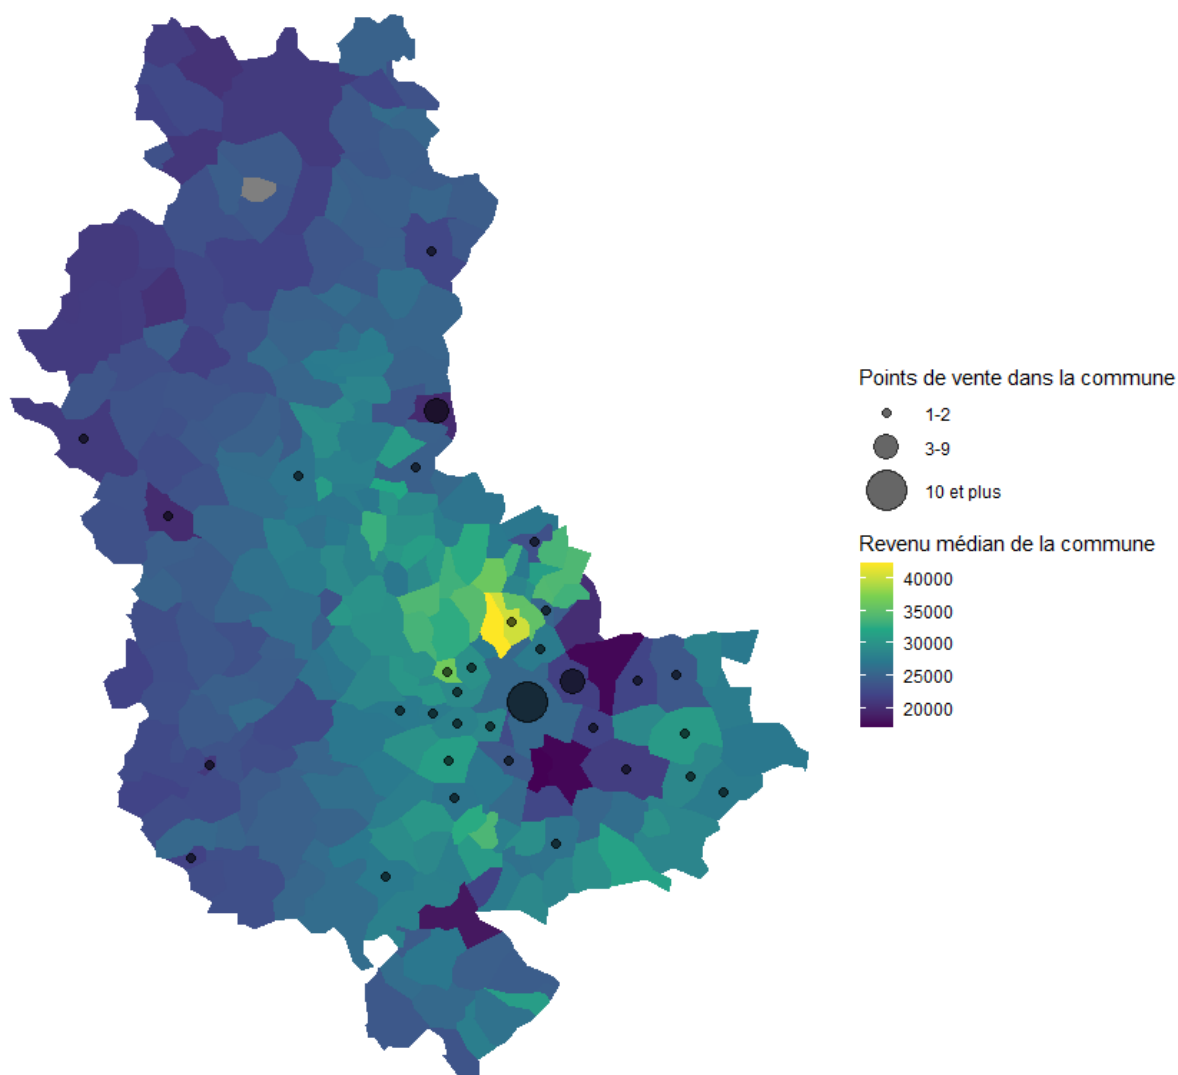 Points de vente dans la commune
1-2
3-9
10 et plus
Revenu médian de la commune
40000
35000
30000
25000
20000